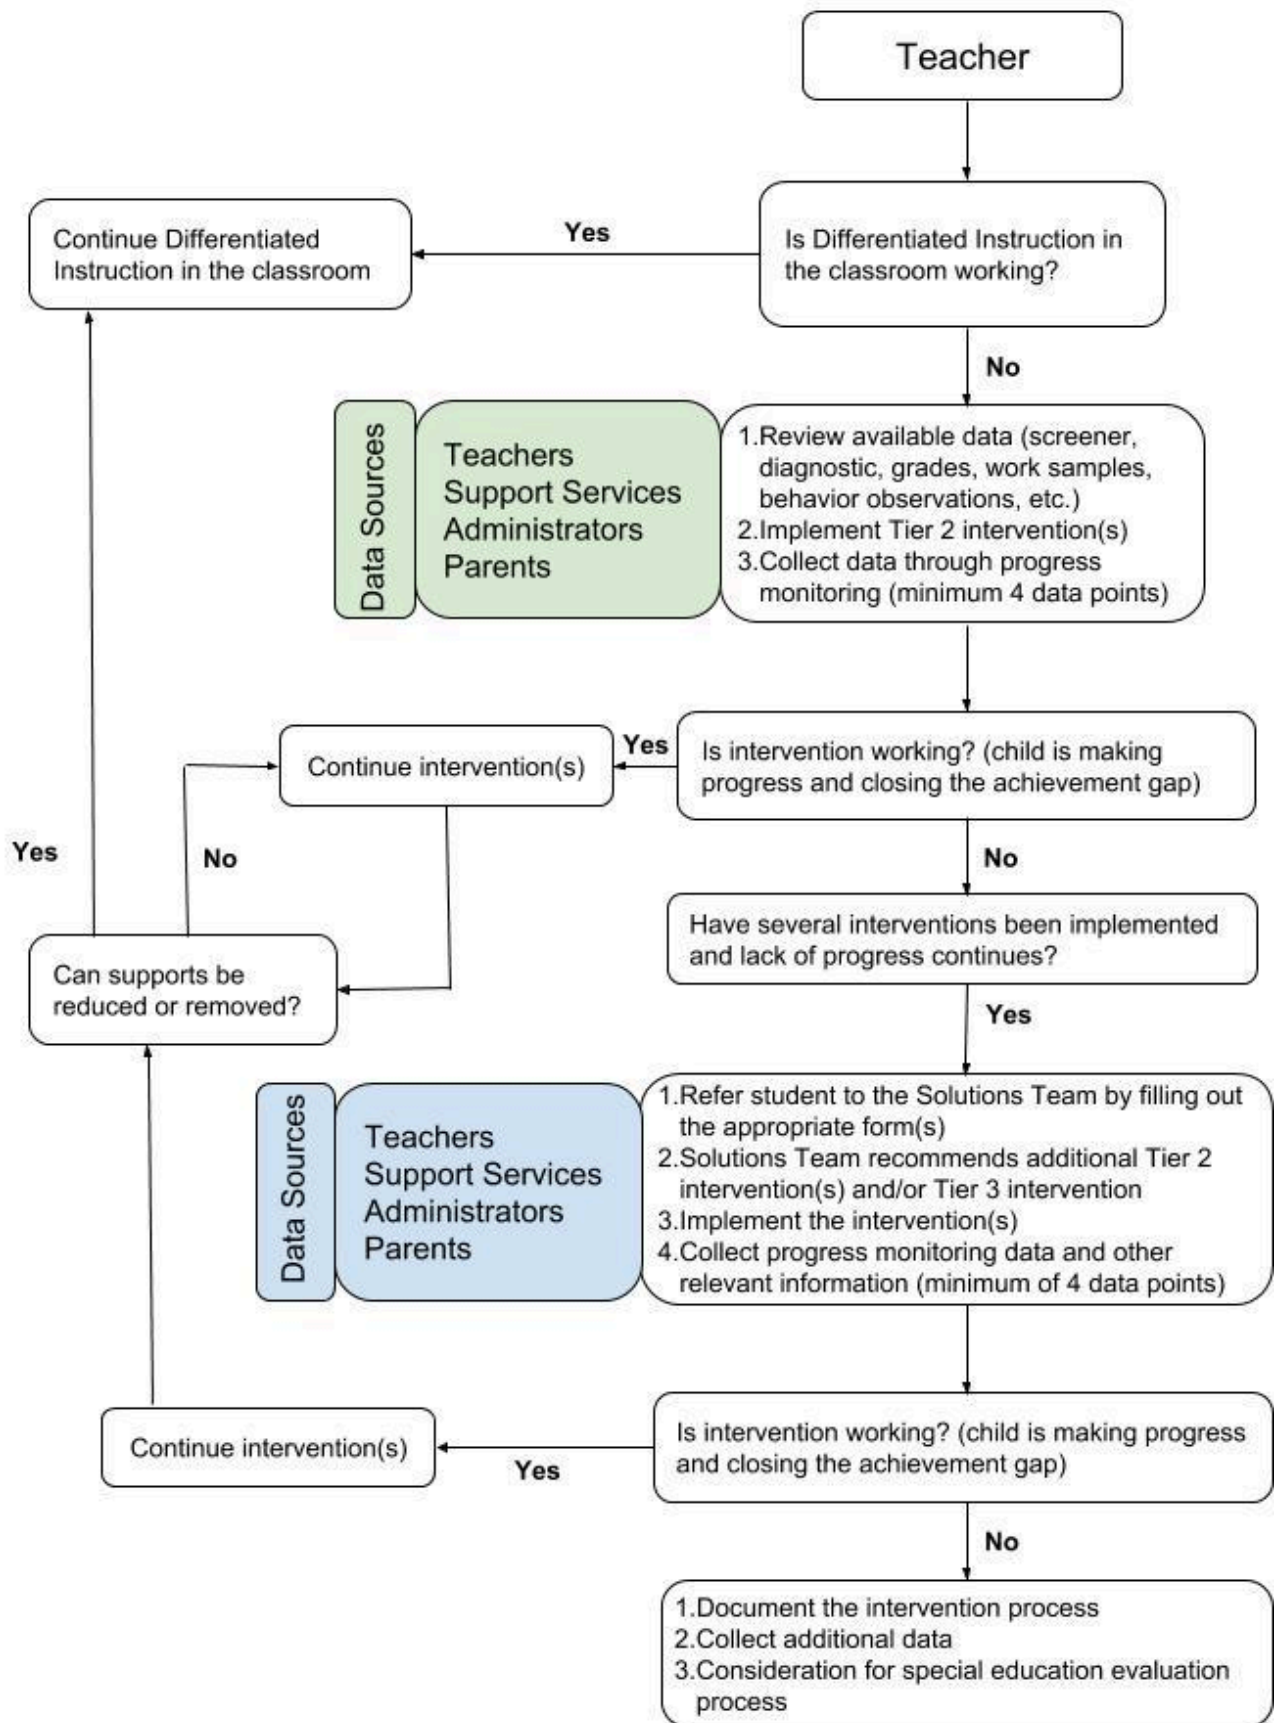 Teacher
Is Differentiated Instruction in
the classroom working?
Yes
Continue Differentiated
Instruction in the classroom
No
Data Sources
Teachers
Support Services
Administrators
Parents
1.Review available data (screener,
diagnostic, grades, work samples,
behavior observations, etc.)
2.Implement Tier 2 intervention(s)
3.Collect data through progress
monitoring (minimum 4 data points)
Is intervention working? (child is making
progress and closing the achievement gap)
Yes
Continue intervention(s)
No
Yes
No
Have several interventions been implemented
and lack of progress continues?
Can supports be
reduced or removed?
Yes
Data Sources
Teachers
Support Services
Administrators
Parents
1.Refer student to the Solutions Team by filling out
the appropriate form(s)
2.Solutions Team recommends additional Tier 2
intervention(s) and/or Tier 3 intervention
3.Implement the intervention(s)
4.Collect progress monitoring data and other
relevant information (minimum of 4 data points)
Is intervention working? (child is making progress
and closing the achievement gap)
Yes
Continue intervention(s)
No
1.Document the intervention process
2.Collect additional data
3.Consideration for special education evaluation
process